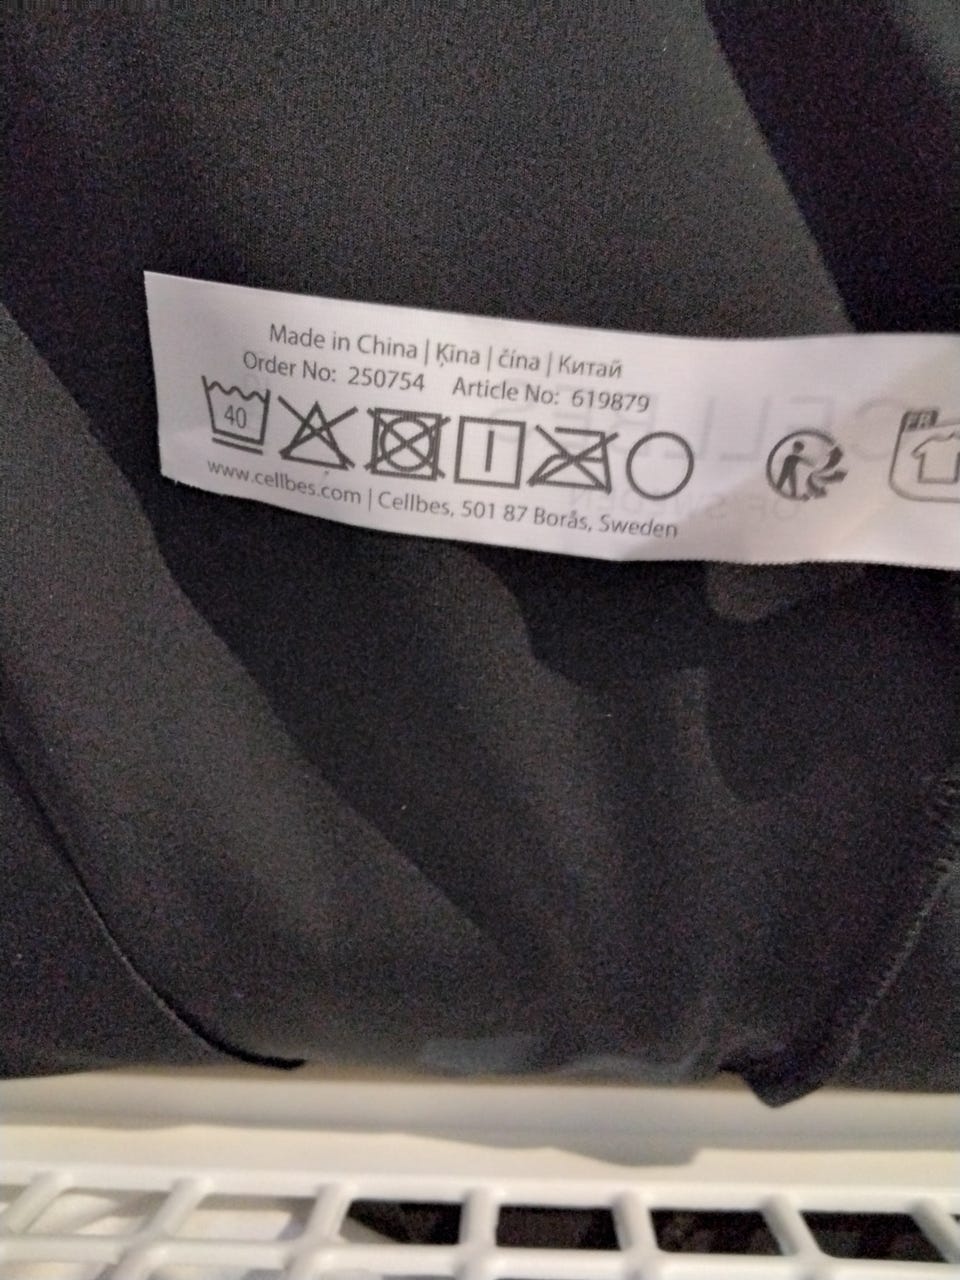 Made in China | Ķīna | čína | Китай
Order No: 250754 Article No: 619879
40
FR
www.cellbes.com | Cellbes, 501 87 Borås, Sweden